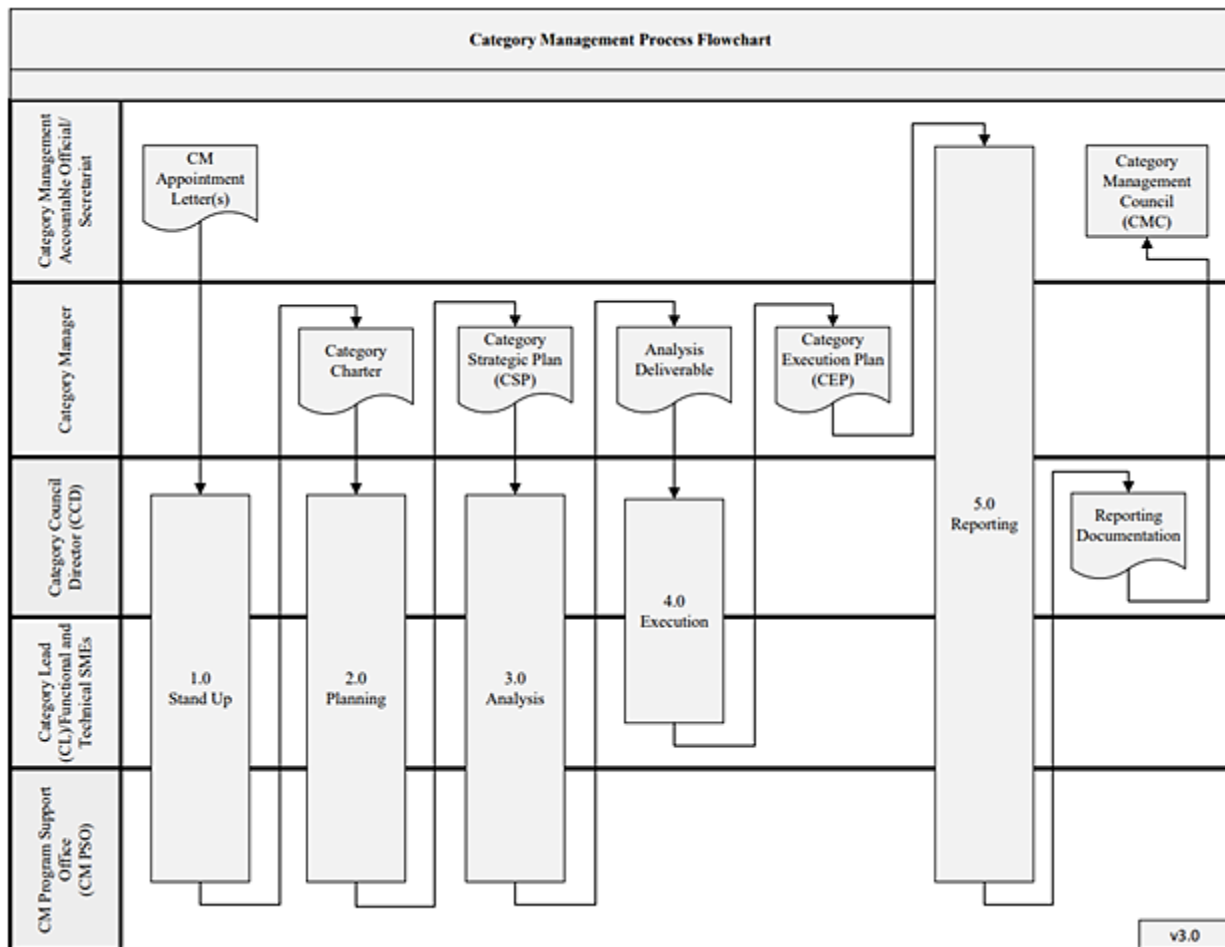 Category Management Process Flowchart
Category Management
Accountable Official/
Secretariat
CM
Appointment
Letter(s)
Category
Management
Council
(CMC)
Category Manager
Category
Charter
Category
Strategic Plan
(CSP)
Analysis
Deliverable
Category
Execution Plan
(CEP)
Category Council
Director (CCD)
5.0
Reporting
Reporting
Documentation
4.0
Execution
Category Lead
(CL)/Functional and
Technical SMEs
1.0
Stand Up
2.0
Planning
3.0
Analysis
CM Program Support
Office
(CM PSO)
v3.0